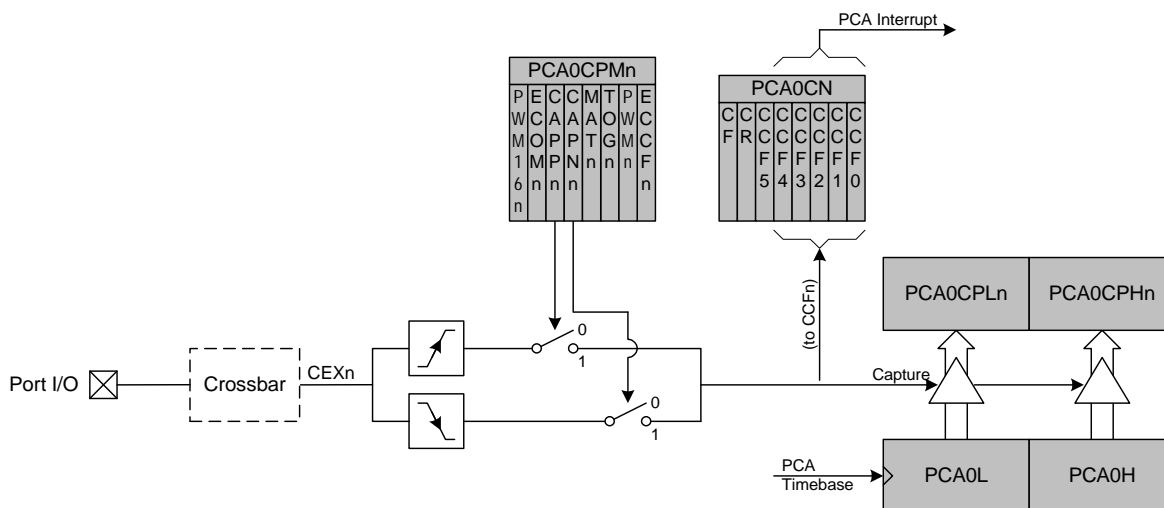 PCA Interrupt
PCA0CPMn
PWM16n ECOMn CAPPn CAPNn MATn TOGn PWMn ECCFn
PCA0CN
CF CR CCF5 CCF4 CCF3 CCF2 CCF1 CCF0
(to CCFn)
PCA0CPLn PCA0CPHn
0
1
Port I/O Crossbar CEXn
Capture
0
1
PCA
Timebase
PCA0L PCA0H